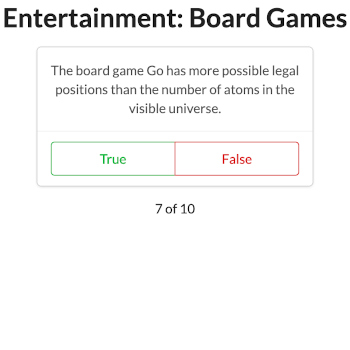 Entertainment: Board Games
The board game Go has more possible legal
positions than the number of atoms in the
visible universe.
True
False
7 of 10